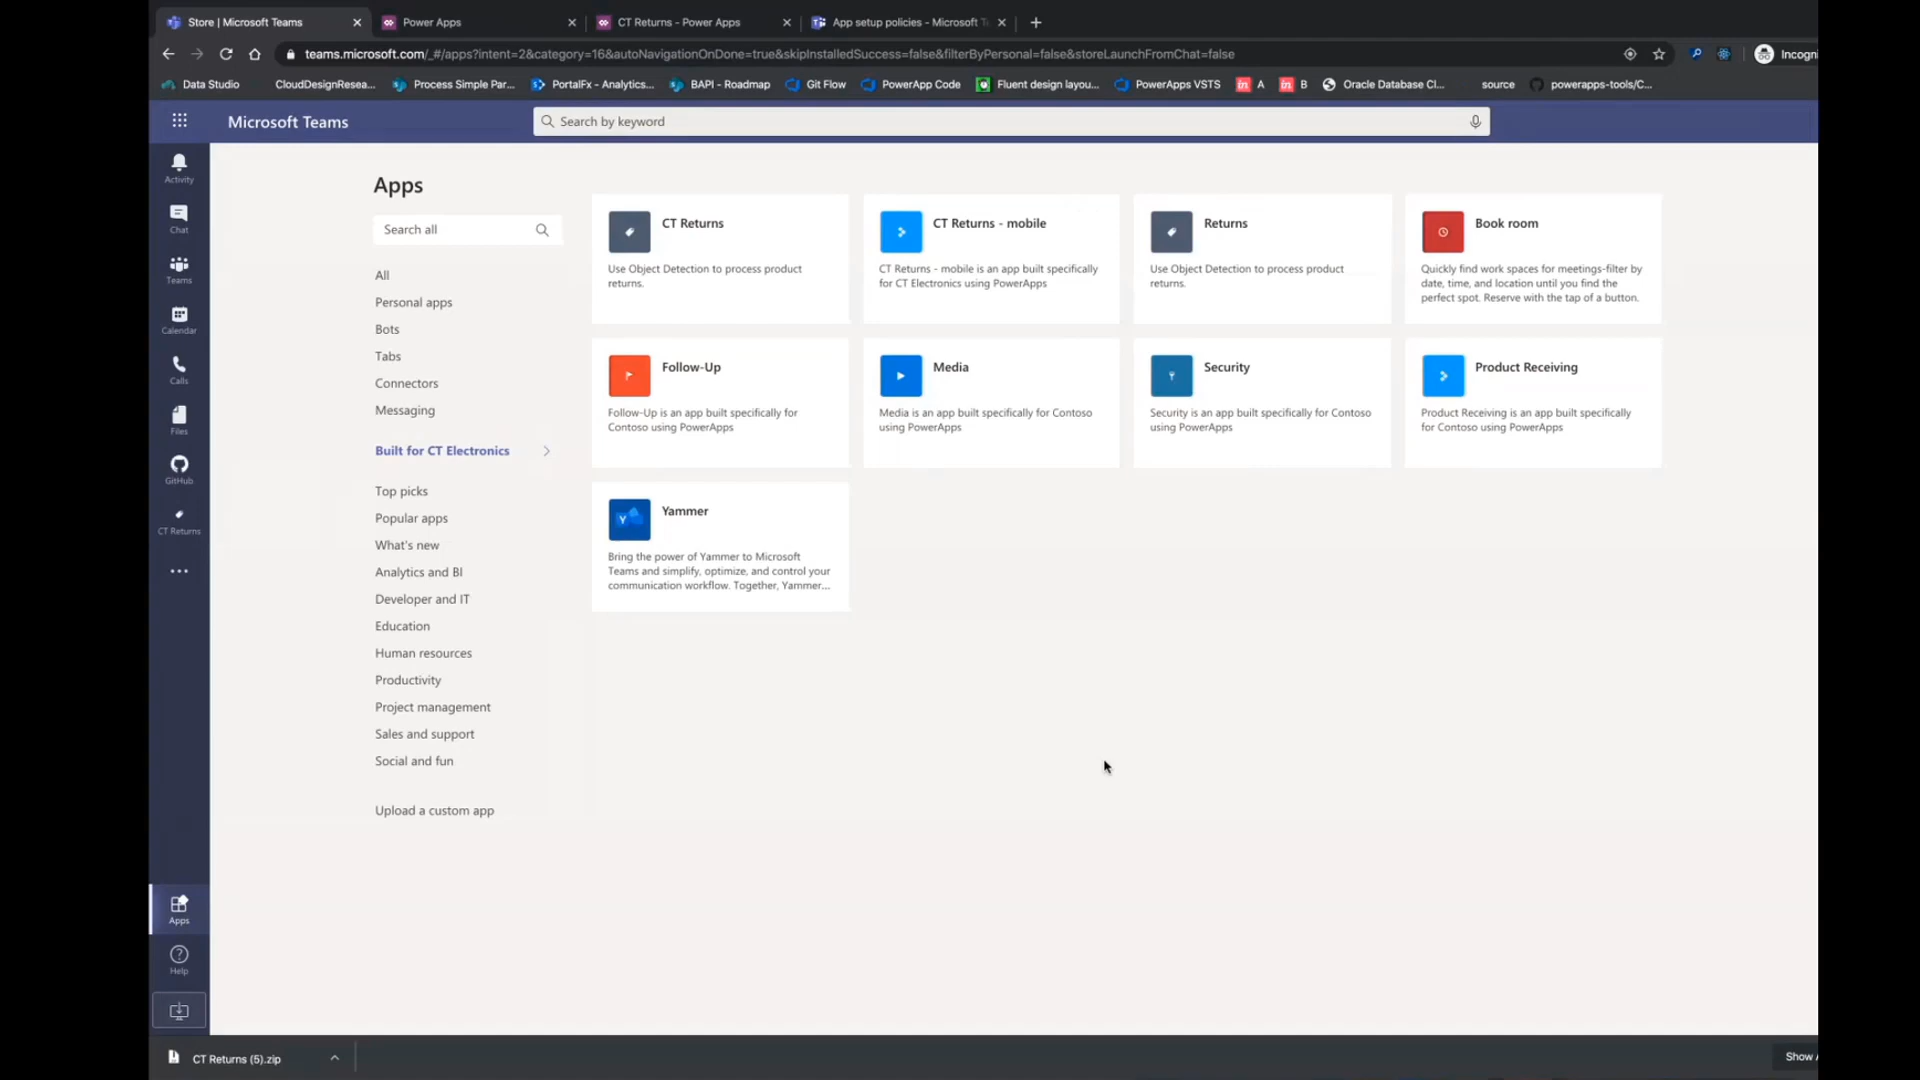 Store | Microsoft Teams
Power Apps
CT Returns - Power Apps
App setup policies - Microsoft T
teams.microsoft.com/_#/apps?intent=2&category=16&autoNavigationOnDone=true&skipInstalledSuccess=false&filterByPersonal=false&storeLaunchFromChat=false
Incogni
Data Studio
CloudDesignResea...
Process Simple Par...
PortalFx - Analytics...
BAPI - Roadmap
Git Flow
PowerApp Code
Fluent design layou...
PowerApps VSTS
in A
in B
Oracle Database Cl...
source
powerapps-tools/C...
Microsoft Teams
Search by keyword
Activity
Chat
Teams
Calendar
Calls
Files
GitHub
CT Returns
Apps
Help
Apps
Search all
All
Personal apps
Bots
Tabs
Connectors
Messaging
Built for CT Electronics
Top picks
Popular apps
What's new
Analytics and BI
Developer and IT
Education
Human resources
Productivity
Project management
Sales and support
Social and fun
Upload a custom app
CT Returns
Use Object Detection to process product
returns.
CT Returns - mobile
CT Returns - mobile is an app built specifically
for CT Electronics using PowerApps
Returns
Use Object Detection to process product
returns.
Book room
Quickly find work spaces for meetings-filter by
date, time, and location until you find the
perfect spot. Reserve with the tap of a button.
Follow-Up
Follow-Up is an app built specifically for
Contoso using PowerApps
Media
Media is an app built specifically for Contoso
using PowerApps
Security
Security is an app built specifically for Contoso
using PowerApps
Product Receiving
Product Receiving is an app built specifically
for Contoso using PowerApps
Y
Yammer
Bring the power of Yammer to Microsoft
Teams and simplify, optimize, and control your
communication workflow. Together, Yammer...
CT Returns (5).zip
Show A